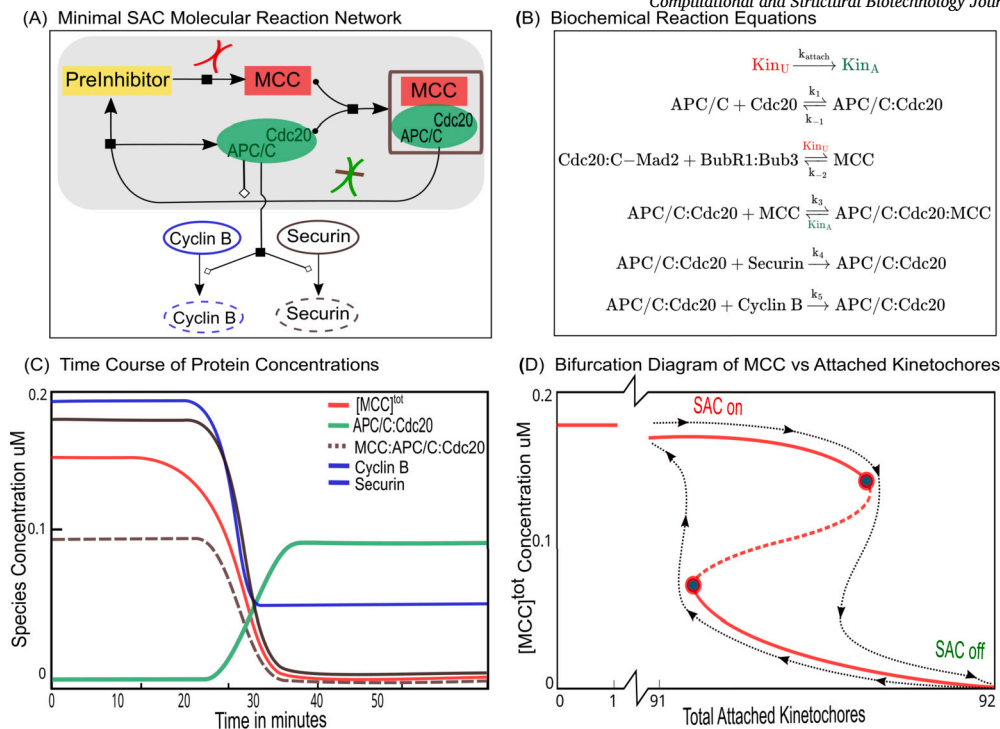 Computational and Structural Biotechnology Jour
(A) Minimal SAC Molecular Reaction Network
PreInhibitor
MCC
MCC
Cdc20
APC/C
Cdc20
APC/C
Cyclin B
Securin
Cyclin B
Securin
(B) Biochemical Reaction Equations
Kin_U k_attach → Kin_A
APC/C + Cdc20 k_1 ⇌ k_−1 APC/C:Cdc20
Cdc20:C−Mad2 + BubR1:Bub3 Kin_U ⇌ k_−2 MCC
APC/C:Cdc20 + MCC k_3 ⇌ Kin_A APC/C:Cdc20:MCC
APC/C:Cdc20 + Securin k_4 → APC/C:Cdc20
APC/C:Cdc20 + Cyclin B k_5 → APC/C:Cdc20
(C) Time Course of Protein Concentrations
Species Concentration uM
0.2
0.1
0
[MCC]^tot
APC/C:Cdc20
MCC:APC/C:Cdc20
Cyclin B
Securin
0 10 20 30 40 50
Time in minutes
(D) Bifurcation Diagram of MCC vs Attached Kinetochores
[MCC]^tot Concentration uM
0.2
0.1
0
SAC on
SAC off
0 1 91 92
Total Attached Kinetochores